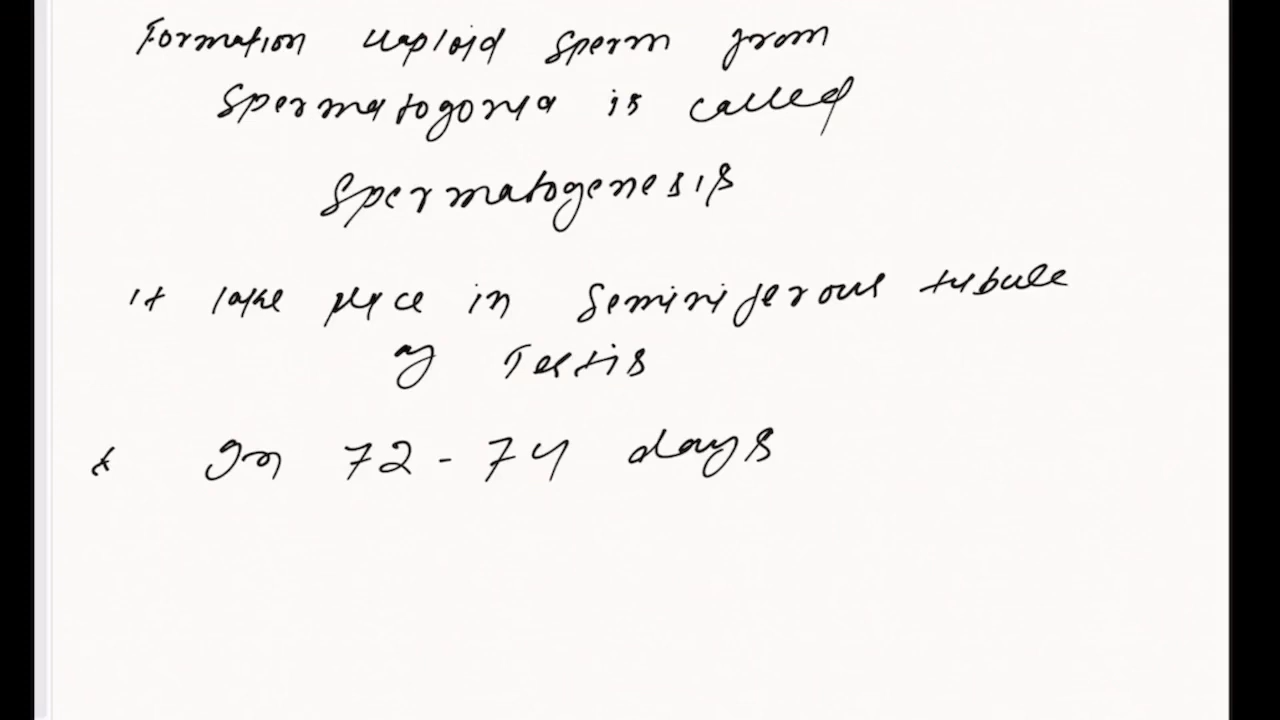 Formation Haploid sperm from
Spermatogonia is called
Spermatogenesis
it take place in Seminiferous tubule
of Testis
* In 72-74 days